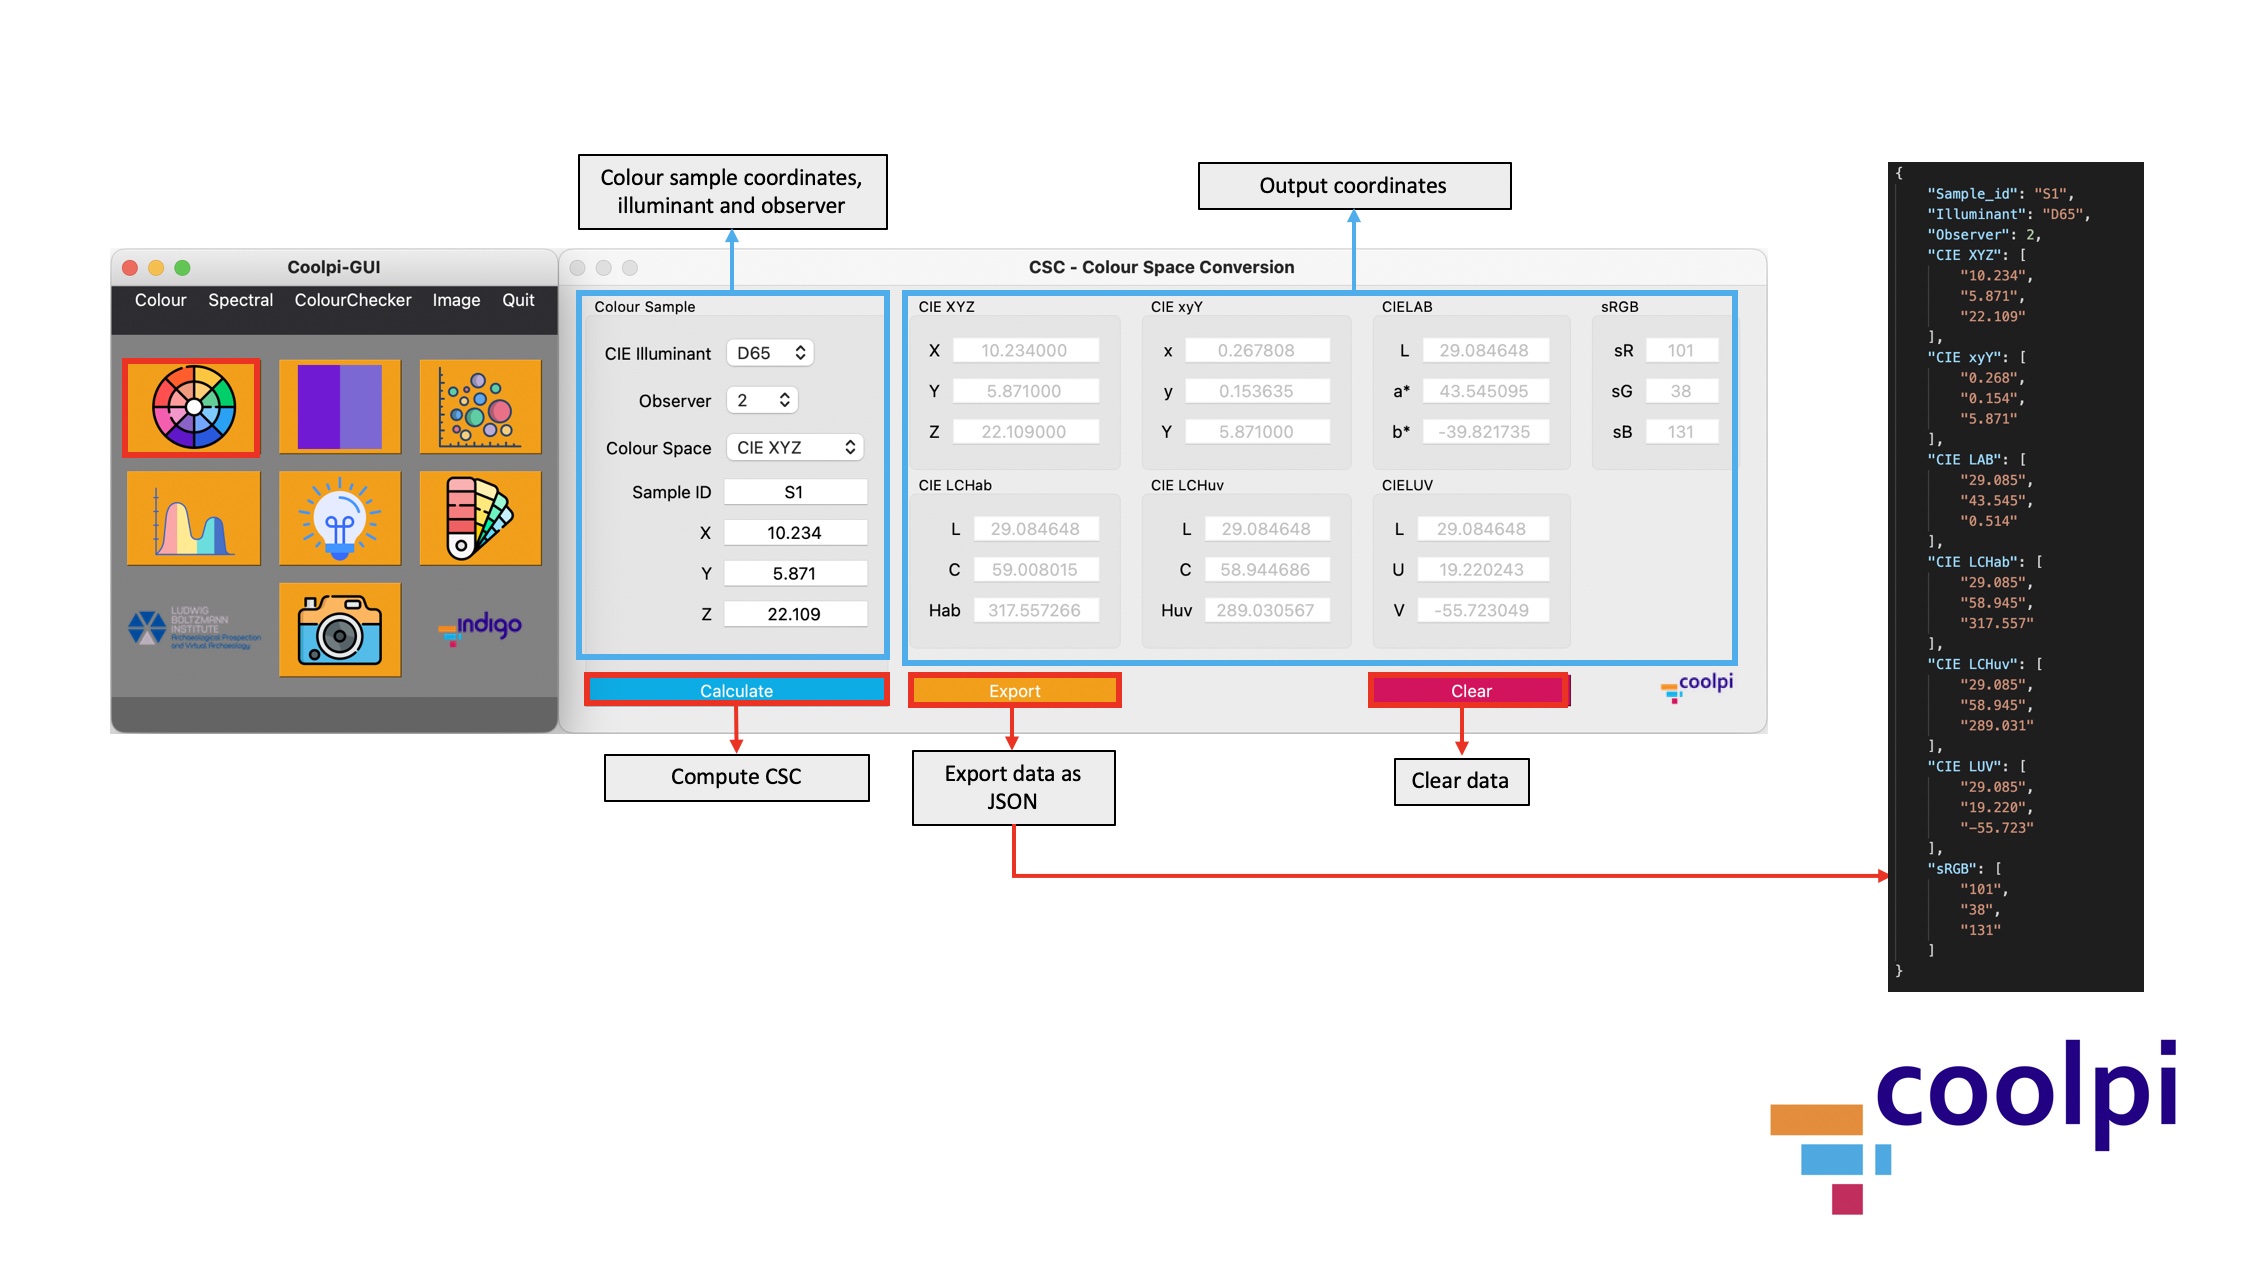 Colour sample coordinates,
illuminant and observer
Output coordinates
Coolpi-GUI
Colour Spectral ColourChecker Image Quit
LUDWIG
BOLTZMANN
INSTITUTE
Archaeological Prospection
and Virtual Archaeology
indigo
CSC - Colour Space Conversion
Colour Sample
CIE Illuminant D65
Observer 2
Colour Space CIE XYZ
Sample ID S1
X 10.234
Y 5.871
Z 22.109
CIE XYZ
X 10.234000
Y 5.871000
Z 22.109000
CIE xyY
x 0.267808
y 0.153635
Y 5.871000
CIELAB
L 29.084648
a* 43.545095
b* -39.821735
sRGB
sR 101
sG 38
sB 131
CIE LCHab
L 29.084648
C 59.008015
Hab 317.557266
CIE LCHuv
L 29.084648
C 58.944686
Huv 289.030567
CIELUV
L 29.084648
U 19.220243
V -55.723049
Calculate
Export
Clear
coolpi
Compute CSC
Export data as
JSON
Clear data
{
"Sample_id": "S1",
"Illuminant": "D65",
"Observer": 2,
"CIE XYZ": [
"10.234",
"5.871",
"22.109"
],
"CIE xyY": [
"0.268",
"0.154",
"5.871"
],
"CIE LAB": [
"29.085",
"43.545",
"0.514"
],
"CIE LCHab": [
"29.085",
"58.945",
"317.557"
],
"CIE LCHuv": [
"29.085",
"58.945",
"289.031"
],
"CIE LUV": [
"29.085",
"19.220",
"-55.723"
],
"sRGB": [
"101",
"38",
"131"
]
}
coolpi